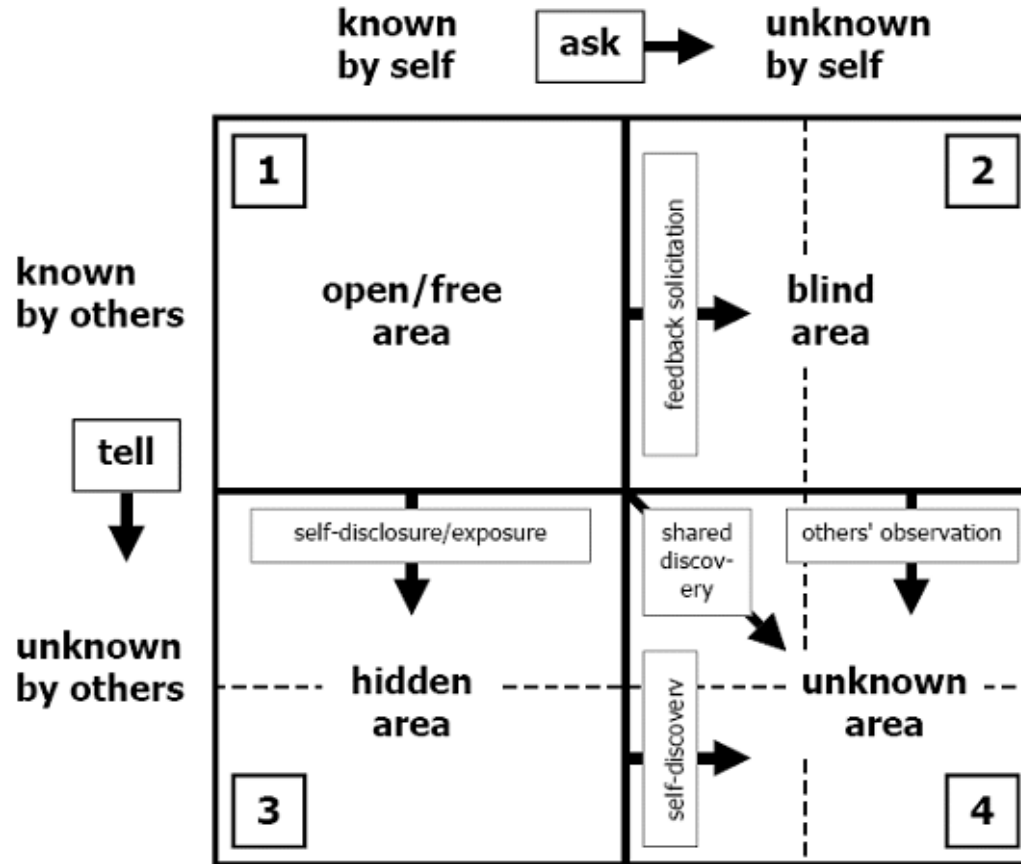 known
by self
ask
unknown
by self
1
2
known
by others
open/free
area
feedback solicitation
blind
area
tell
self-disclosure/exposure
shared
discov-
ery
others' observation
unknown
by others
hidden
area
self-discovery
unknown
area
3
4